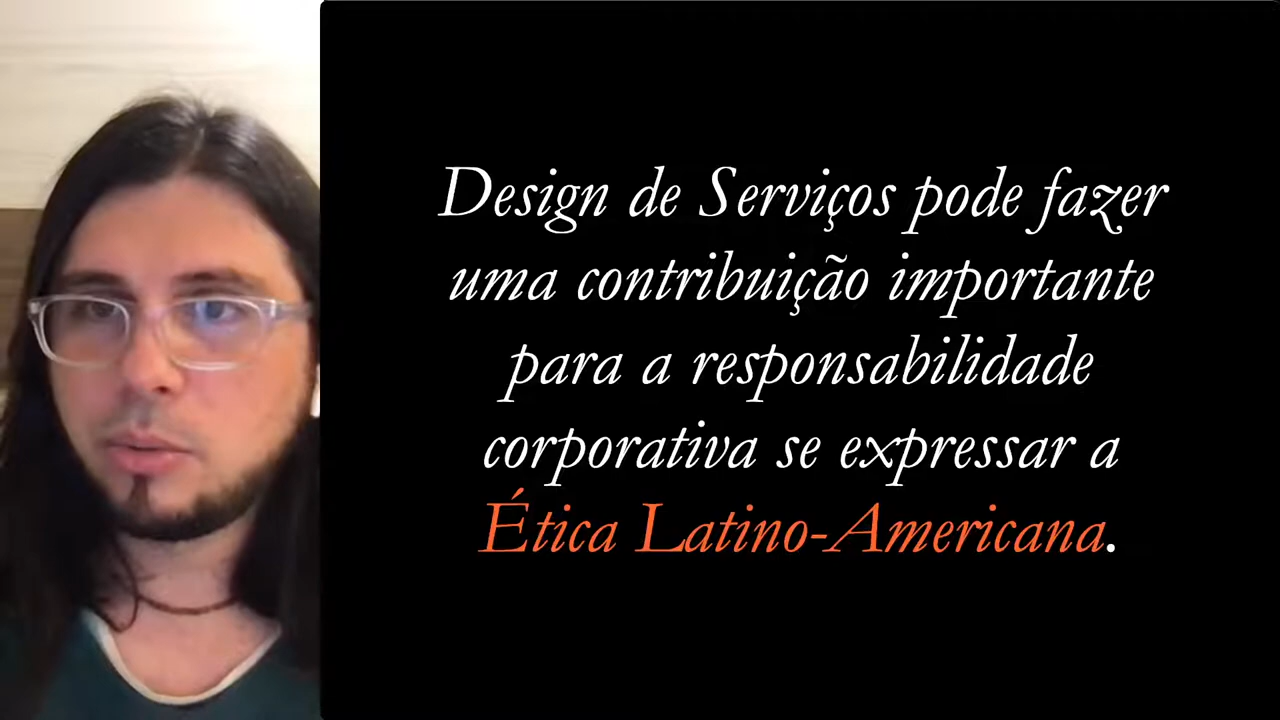 Design de Serviços pode fazer
uma contribuição importante
para a responsabilidade
corporativa se expressar a
Ética Latino-Americana.